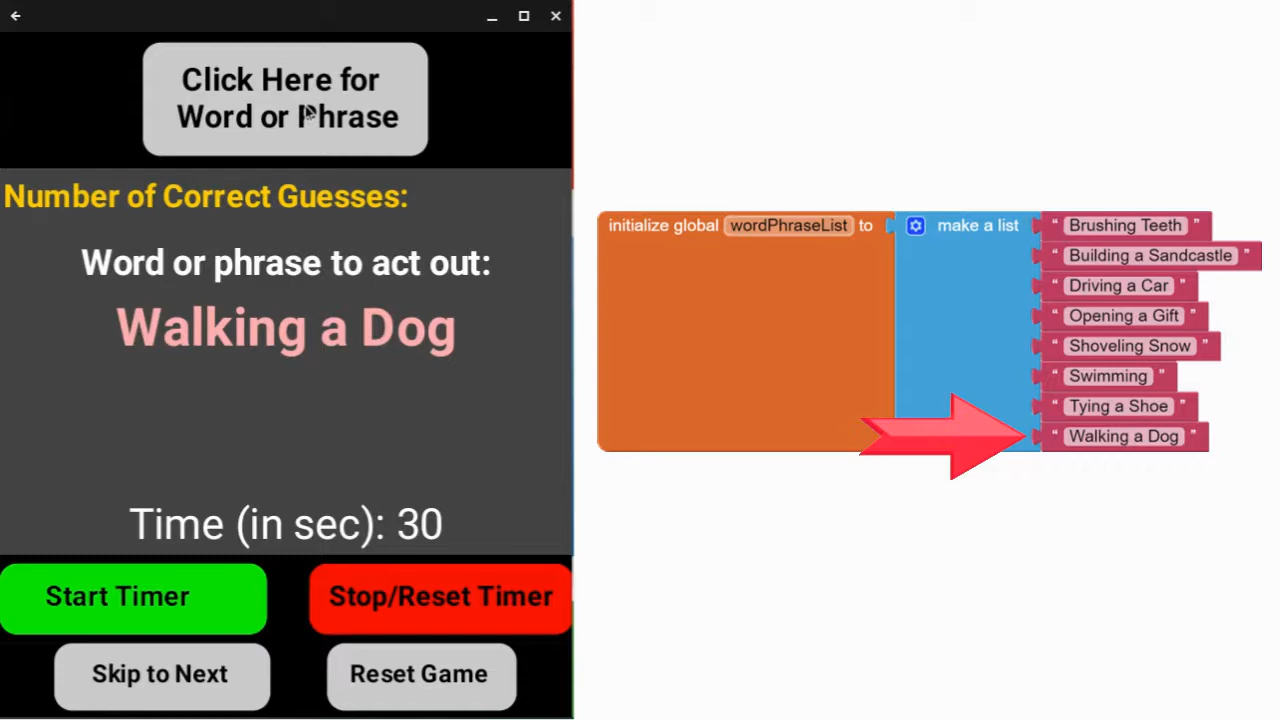 Click Here for
Word or Phrase
Number of Correct Guesses:
Word or phrase to act out:
Walking a Dog
Time (in sec): 30
Start Timer
Stop/Reset Timer
Skip to Next
Reset Game
initialize global wordPhraseList to make a list “ Brushing Teeth ”
“ Building a Sandcastle ”
“ Driving a Car ”
“ Opening a Gift ”
“ Shoveling Snow ”
“ Swimming ”
“ Tying a Shoe ”
“ Walking a Dog ”